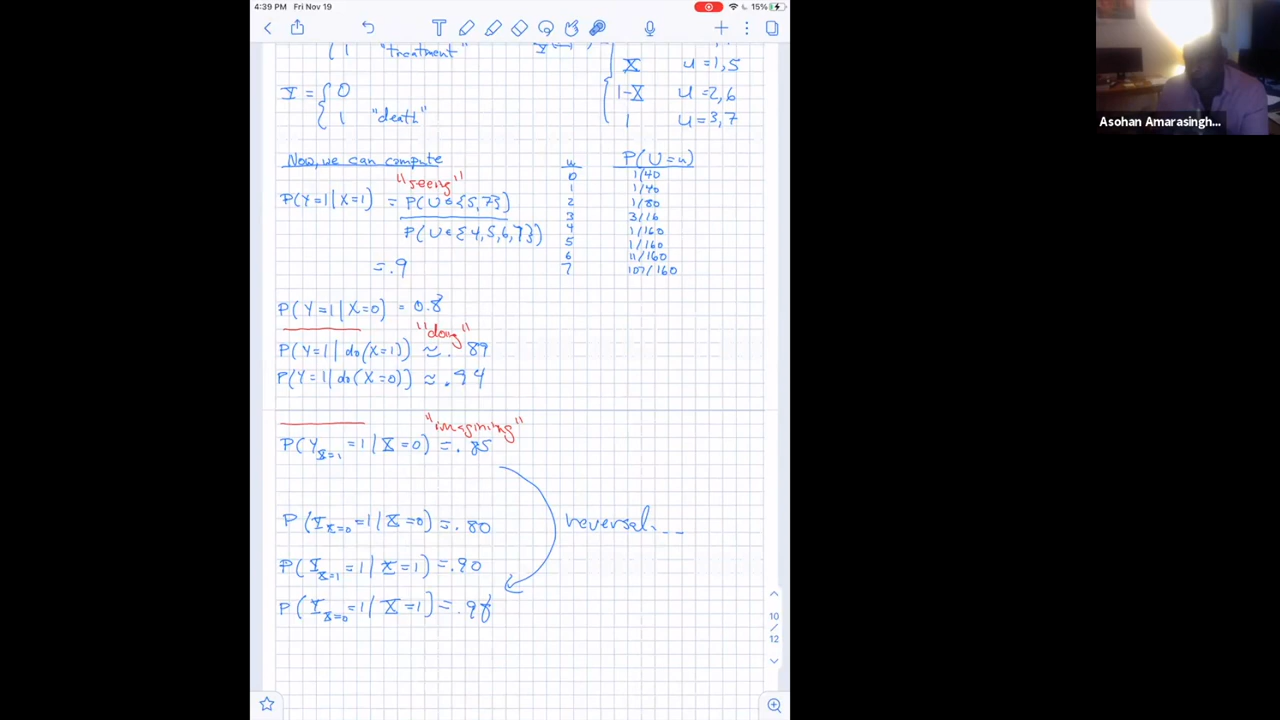 4:39 PM Fri Nov 19
15%
1 "treatment"
X u=1,5
Y = { 0
1-X u=2,6
1 "death"
1 u=3,7
Now, we can compute
u P(U=u)
"seeing"
0 1/40
1 1/40
P(Y=1|X=1) = P(U∈{5,7})
2 1/80
3 3/16
P(U∈{4,5,6,7})
4 1/160
5 1/160
= .9
6 11/160
7 107/160
P(Y=1|X=0) = 0.8
"doing"
P(Y=1|do(X=1)) ≈ .89
P(Y=1|do(X=0)) ≈ .94
"imagining"
P(Y_{X=1}=1|X=0) = .85
P(Y_{X=0}=1|X=0) = .80
reversal...
P(Y_{X=1}=1|X=1) = .90
P(Y_{X=0}=1|X=1) = .98
10
/
12
Asohan Amarasingh...